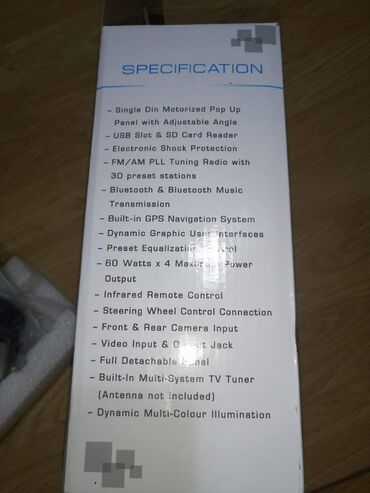 SPECIFICATION
– Single Din Motorized Pop Up
Panel with Adjustable Angle
– USB Slot & SD Card Reader
– Electronic Shock Protection
– FM/AM PLL Tuning Radio with
30 preset stations
– Bluetooth & Bluetooth Music
Transmission
– Built-in GPS Navigation System
– Dynamic Graphic User Interfaces
– Preset Equalization Control
– 60 Watts x 4 Maximum Power
Output
– Infrared Remote Control
– Steering Wheel Control Connection
– Front & Rear Camera Input
– Video Input & Output Jack
– Full Detachable Panel
– Built-In Multi-System TV Tuner
(Antenna not included)
– Dynamic Multi-Colour Illumination